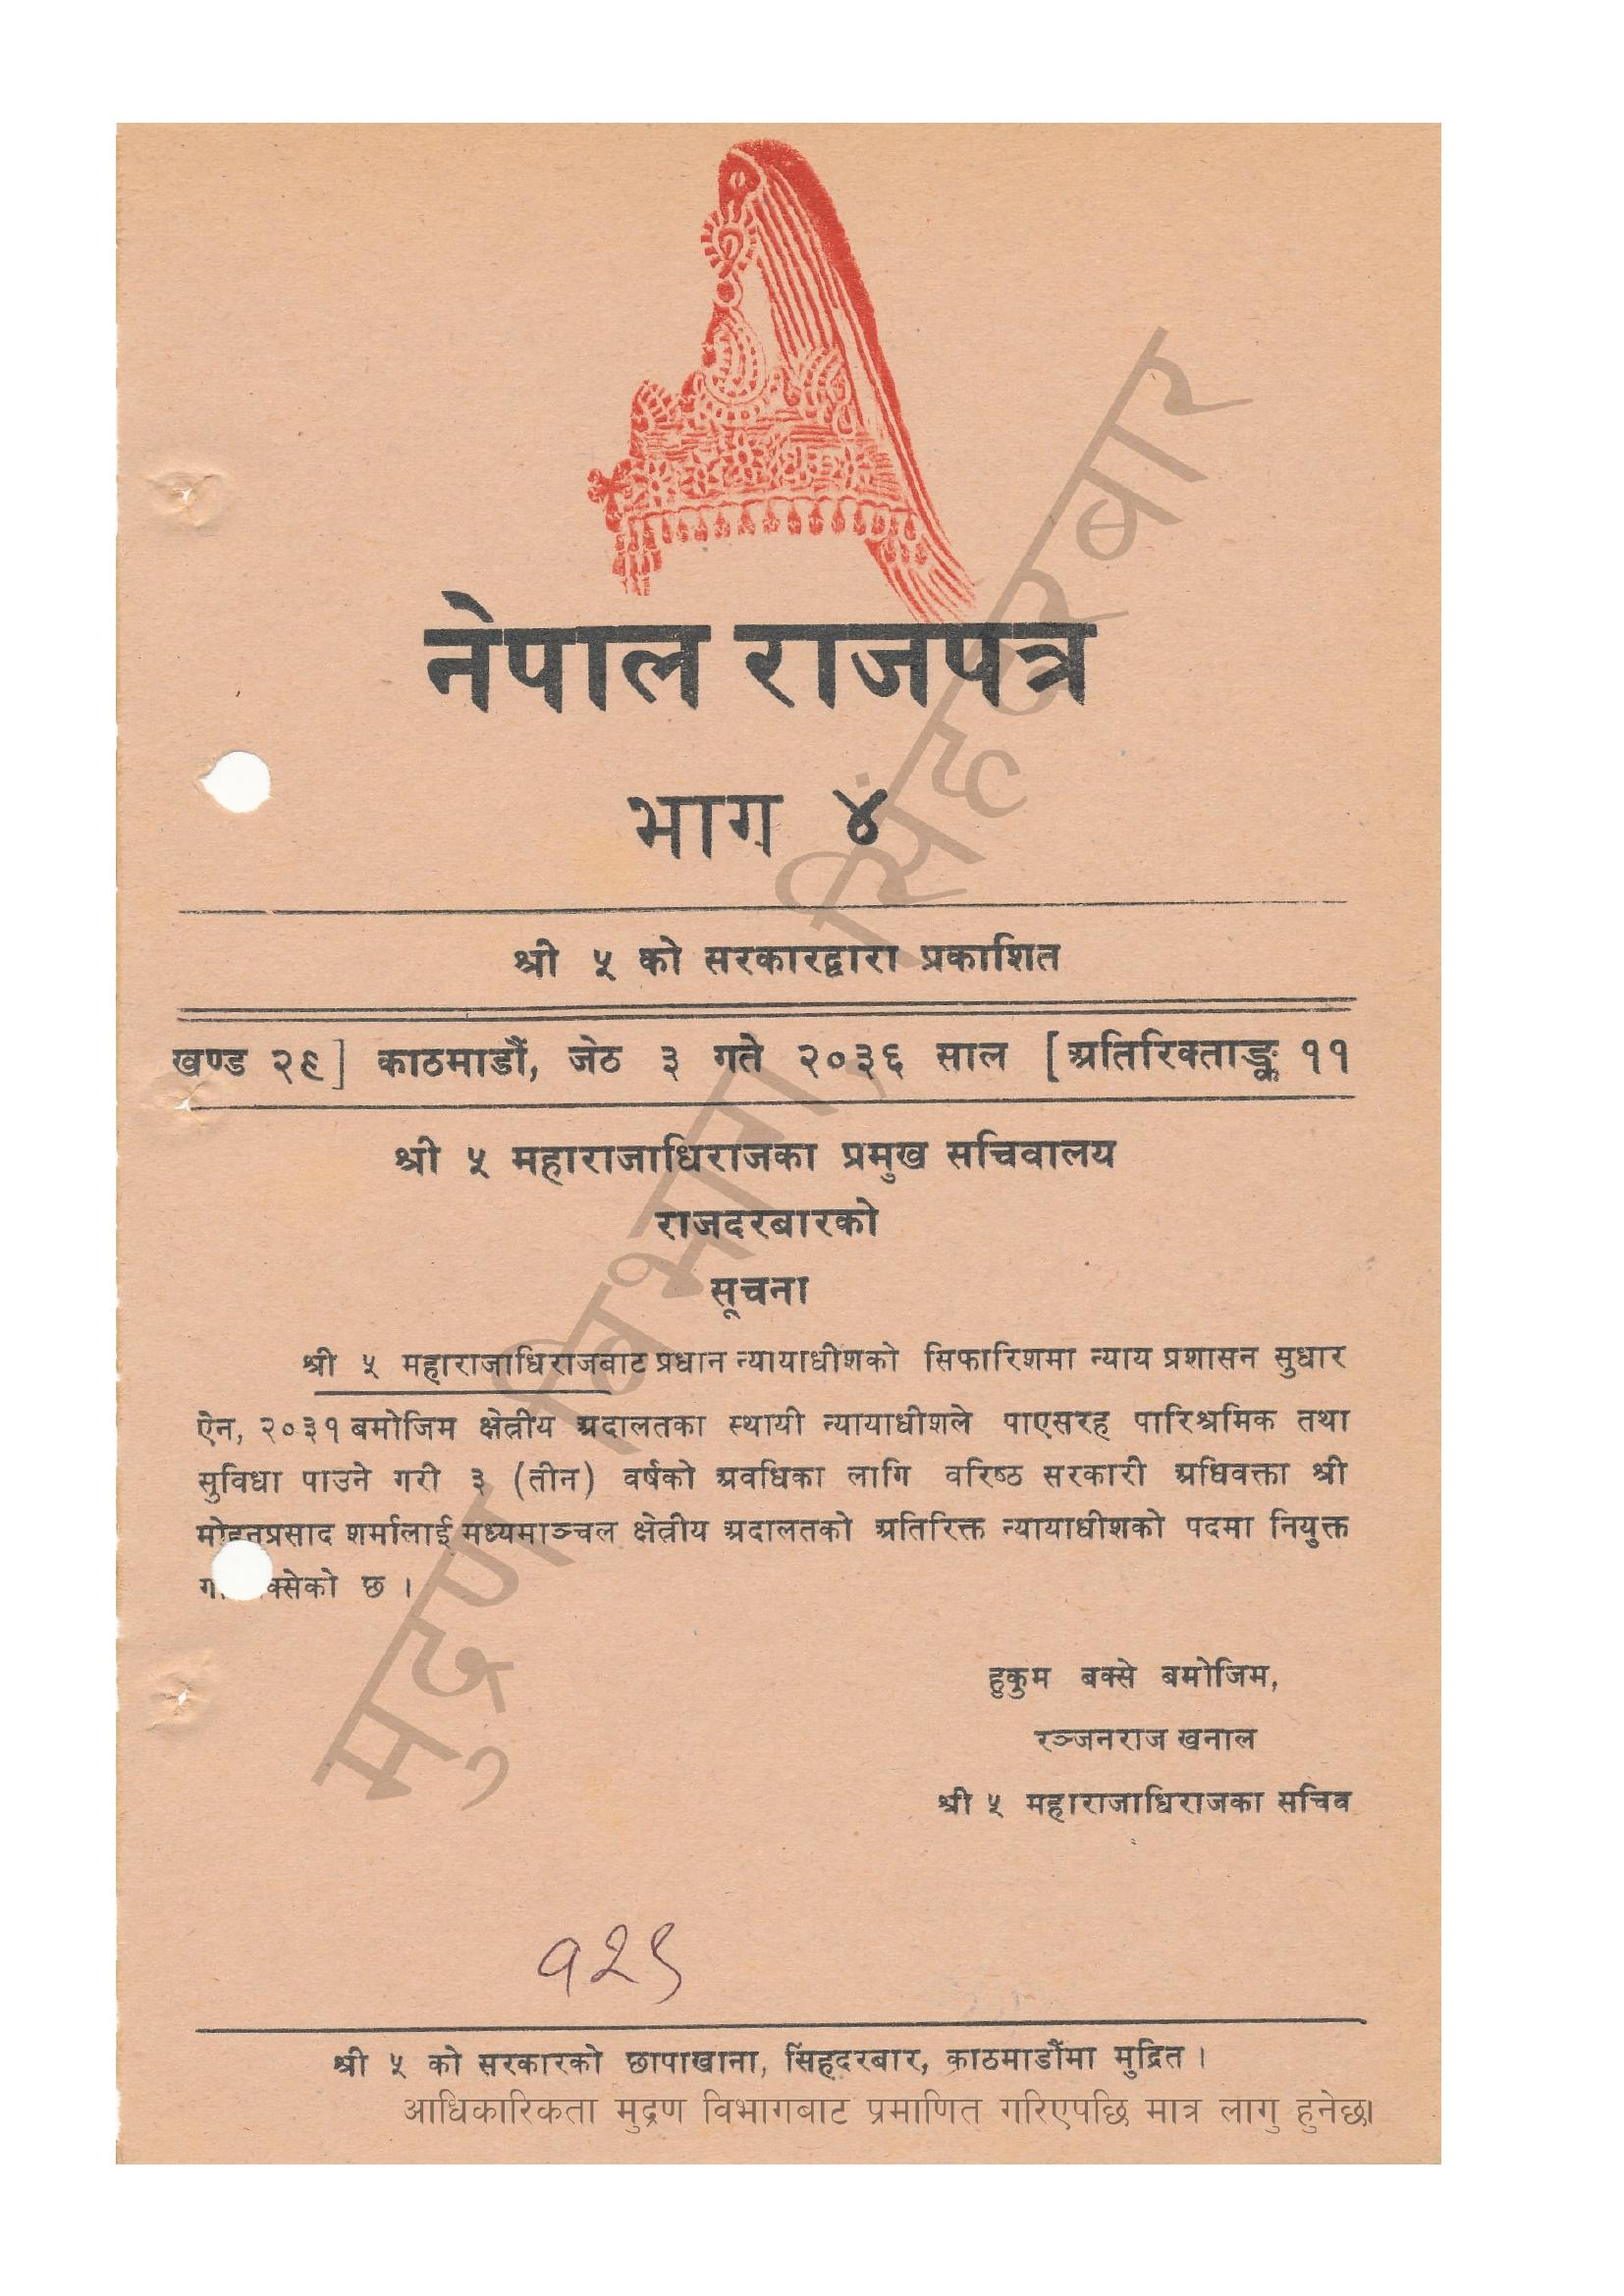 नेपाल राजपत्र
भाग ४
श्री ५ को सरकारद्वारा प्रकाशित
खण्ड २९] काठमाडौं, जेठ ३ गते २०३६ साल [अतिरिक्ताङ्क ११
श्री ५ महाराजाधिराजका प्रमुख सचिवालय
राजदरबारको
सूचना
श्री ५ महाराजाधिराजबाट प्रधान न्यायाधीशको सिफारिशमा न्याय प्रशासन सुधार
ऐन, २०३१ बमोजिम क्षेत्रीय अदालतका स्थायी न्यायाधीशले पाएसरह पारिश्रमिक तथा
सुविधा पाउने गरी ३ (तीन) वर्षको अवधिका लागि वरिष्ठ सरकारी अधिवक्ता श्री
मोहनप्रसाद शर्मालाई मध्यमाञ्चल क्षेत्रीय अदालतको अतिरिक्त न्यायाधीशको पदमा नियुक्त
क्सेको छ ।
हुकुम बक्से बमोजिम,
रञ्जनराज खनाल
श्री ५ महाराजाधिराजका सचिव
१२९
श्री ५ को सरकारको छापाखाना, सिंहदरबार, काठमाडौंमा मुद्रित ।
आधिकारिकता मुद्रण विभागबाट प्रमाणित गरिएपछि मात्र लागु हुनेछ।
मुद्रण विभाग, सिंहदरबार